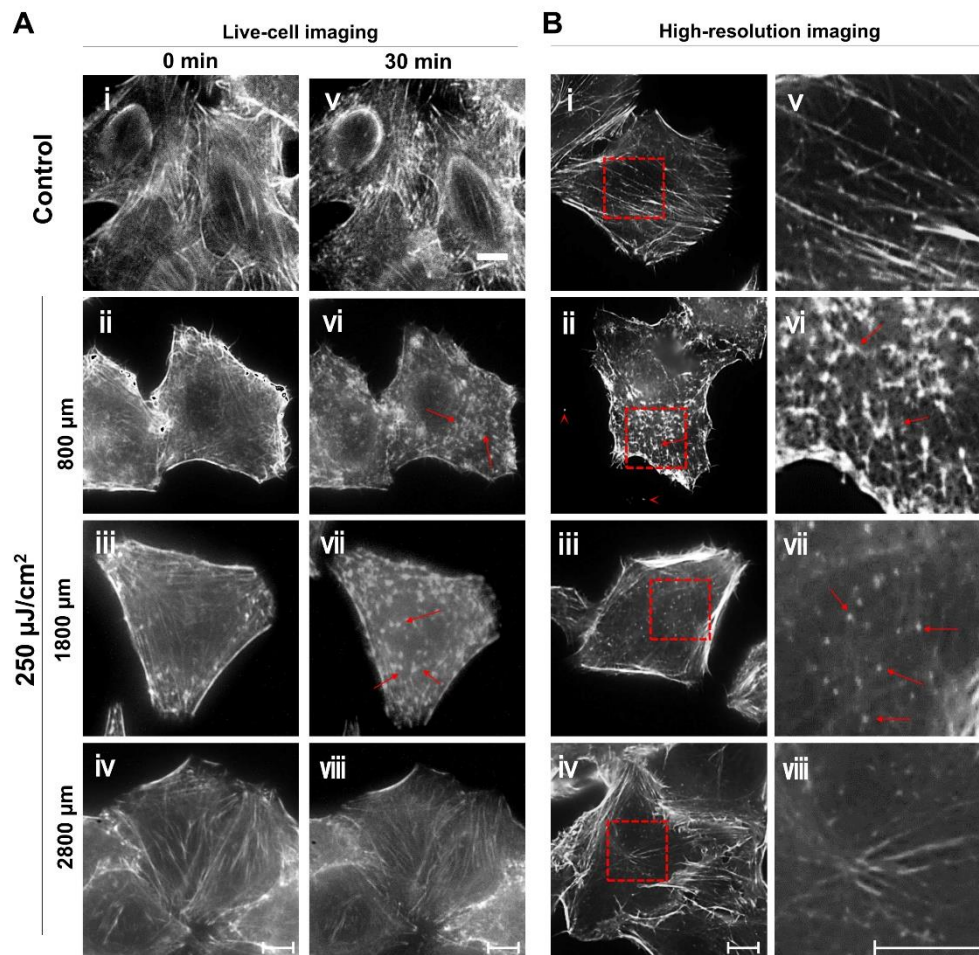 A
B
Live-cell imaging
High-resolution imaging
0 min
30 min
Control
i
v
i
v
250 µJ/cm²
800 µm
ii
vi
ii
vi
1800 µm
iii
vii
iii
vii
2800 µm
iv
viii
iv
viii